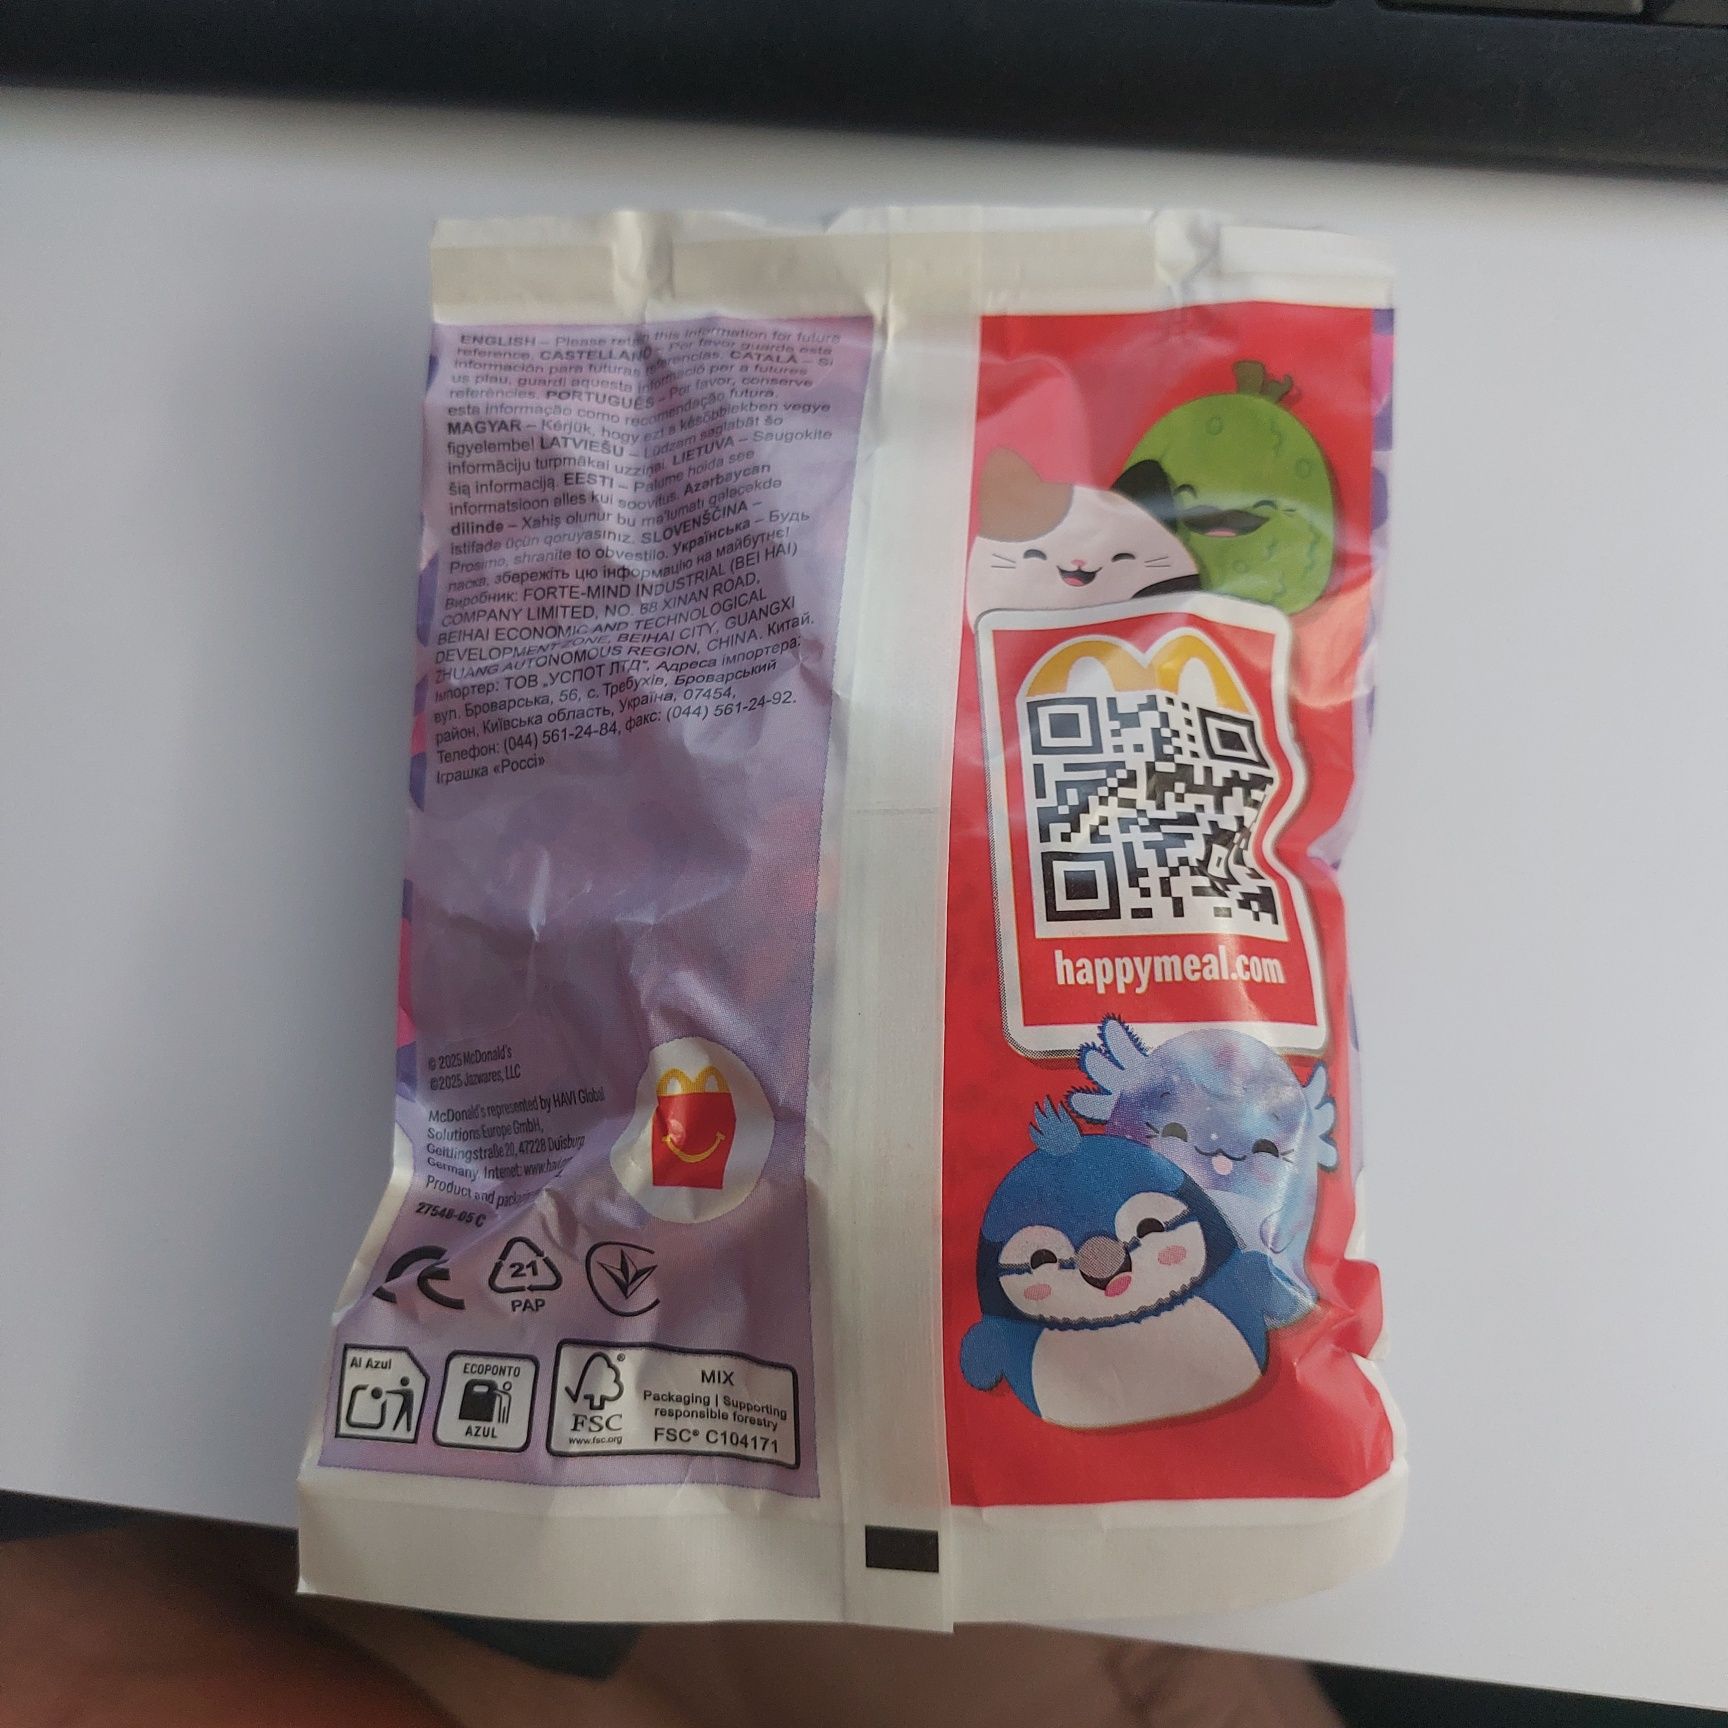 ENGLISH – Please retain this information for future
reference. CASTELLANO – Por favor guarde esta
información para futuras referencias. CATALÀ – Si
us plau, guardi aquesta informació per a futures
referències. PORTUGUÊS – Por favor, conserve
esta informação como recomendação futura.
MAGYAR – Kérjük, hogy ezt a későbbiekben vegye
figyelembe! LATVIEŠU – Lūdzam saglabāt šo
informāciju turpmākai uzziņai. LIETUVA – Saugokite
šią informaciją. EESTI – Palume hoida see
informatsioon alles kui soovitus. Azərbaycan
dilində – Xahiş olunur bu məlumatı gələcəkdə
istifadə üçün qoruyasınız. SLOVENŠČINA –
Prosimo, shranite to obvestilo. Українська – Будь
ласка, збережіть цю інформацію на майбутнє!
Виробник: FORTE-MIND INDUSTRIAL (BEI HAI)
COMPANY LIMITED, NO. 88 XINAN ROAD,
BEIHAI ECONOMIC AND TECHNOLOGICAL
DEVELOPMENT ZONE, BEIHAI CITY, GUANGXI
ZHUANG AUTONOMOUS REGION, CHINA. Китай.
Імпортер: ТОВ „УСПОТ ЛТД“, Адреса імпортера:
вул. Броварська, 56, с. Требухів, Броварський
район, Київська область, Україна, 07454,
Телефон: (044) 561-24-84, факс: (044) 561-24-92.
Іграшка «Россі»
© 2025 McDonald's
©2025 Jazwares, LLC
McDonald's represented by HAVI Global
Solutions Europe GmbH,
Geitlingstraße 20, 47228 Duisburg
Germany. Internet:
Product and
27548-05 C
CE
21
PAP
Al Azul
ECOPONTO
AZUL
FSC
www.fsc.org
MIX
Packaging | Supporting
responsible forestry
FSC® C104171
happymeal.com